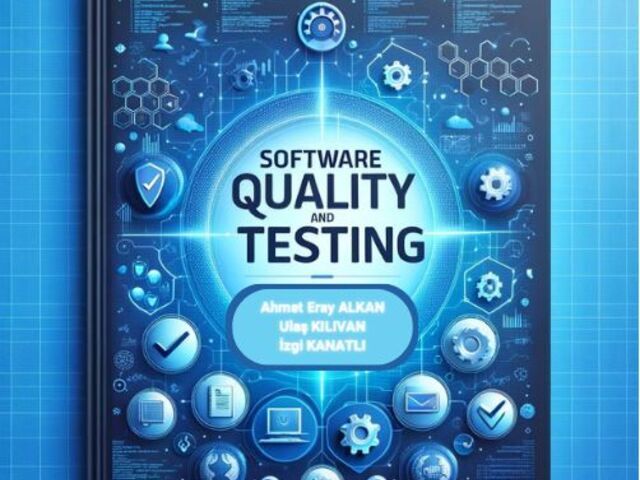 SOFTWARE
QUALITY
AND
TESTING
Ahmet Eray ALKAN
Ulaş KILIVAN
İzgi KANATLI